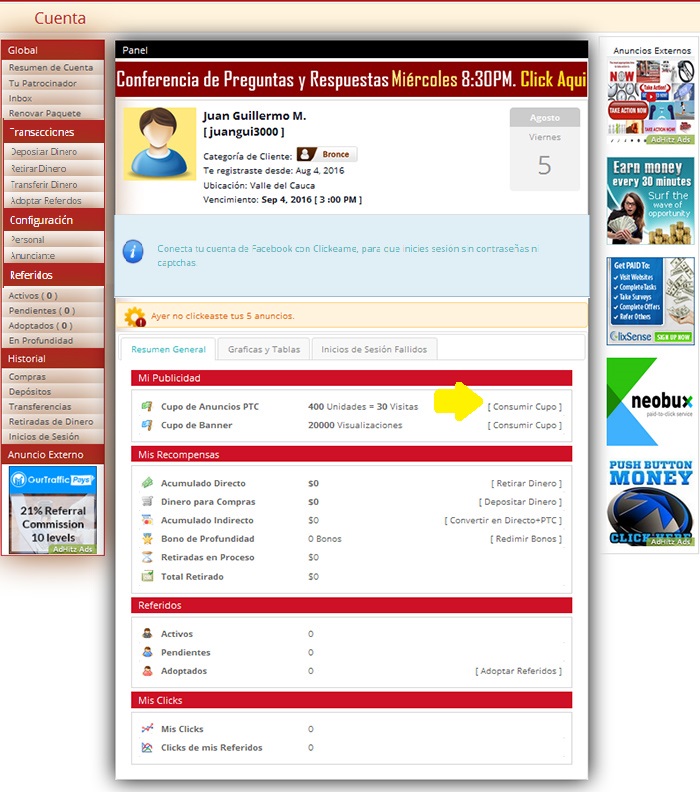 Cuenta
Global
Resumen de Cuenta
Tu Patrocinador
Inbox
Renovar Paquete
Transacciones
Depositar Dinero
Retirar Dinero
Transferir Dinero
Adoptar Referidos
Configuración
Personal
Anunciante
Referidos
Activos ( 0 )
Pendientes ( 0 )
Adoptados ( 0 )
En Profundidad
Historial
Compras
Depósitos
Transferencias
Retiradas de Dinero
Inicios de Sesión
Anuncio Externo
OurTraffic Pays
21% Referral
Commission
10 levels
AdHitz Ads
Panel
Conferencia de Preguntas y Respuestas Miércoles 8:30PM. Click Aqui
Juan Guillermo M.
[ juangui3000 ]
Categoría de Cliente: Bronce
Te registraste desde: Aug 4, 2016
Ubicación: Valle del Cauca
Vencimiento: Sep 4, 2016 [ 3 :00 PM ]
Agosto
Viernes
5
Conecta tu cuenta de Facebook con Clickeame, para que inicies sesión sin contraseñas ni
captchas
Ayer no clickeaste tus 5 anuncios.
Resumen General
Graficas y Tablas
Inicios de Sesión Fallidos
Mi Publicidad
Cupo de Anuncios PTC 400 Unidades = 30 Visitas [ Consumir Cupo ]
Cupo de Banner 20000 Visualizaciones [ Consumir Cupo ]
Mis Recompensas
Acumulado Directo $0 [ Retirar Dinero ]
Dinero para Compras $0 [ Depositar Dinero ]
Acumulado Indirecto $0 [ Convertir en Directo+PTC ]
Bono de Profundidad 0 Bonos [ Redimir Bonos ]
Retiradas en Proceso $0
Total Retirado $0
Referidos
Activos 0
Pendientes 0
Adoptados 0 [ Adoptar Referidos ]
Mis Clicks
Mis Clicks 0
Clicks de mis Referidos 0
Anuncios Externos
NOW
Take Action!
TAKE ACTION NOW
AdHitz Ads
Earn money
every 30 minutes
Surf the
wave of
opportunity
Get PAID To:
Visit Websites
Complete Tasks
Take Surveys
Complete Offers
Refer Others
ClixSense SIGN UP NOW
neobux
paid-to-click service
PUSH BUTTON
MONEY
CLICK HERE
AdHitz Ads